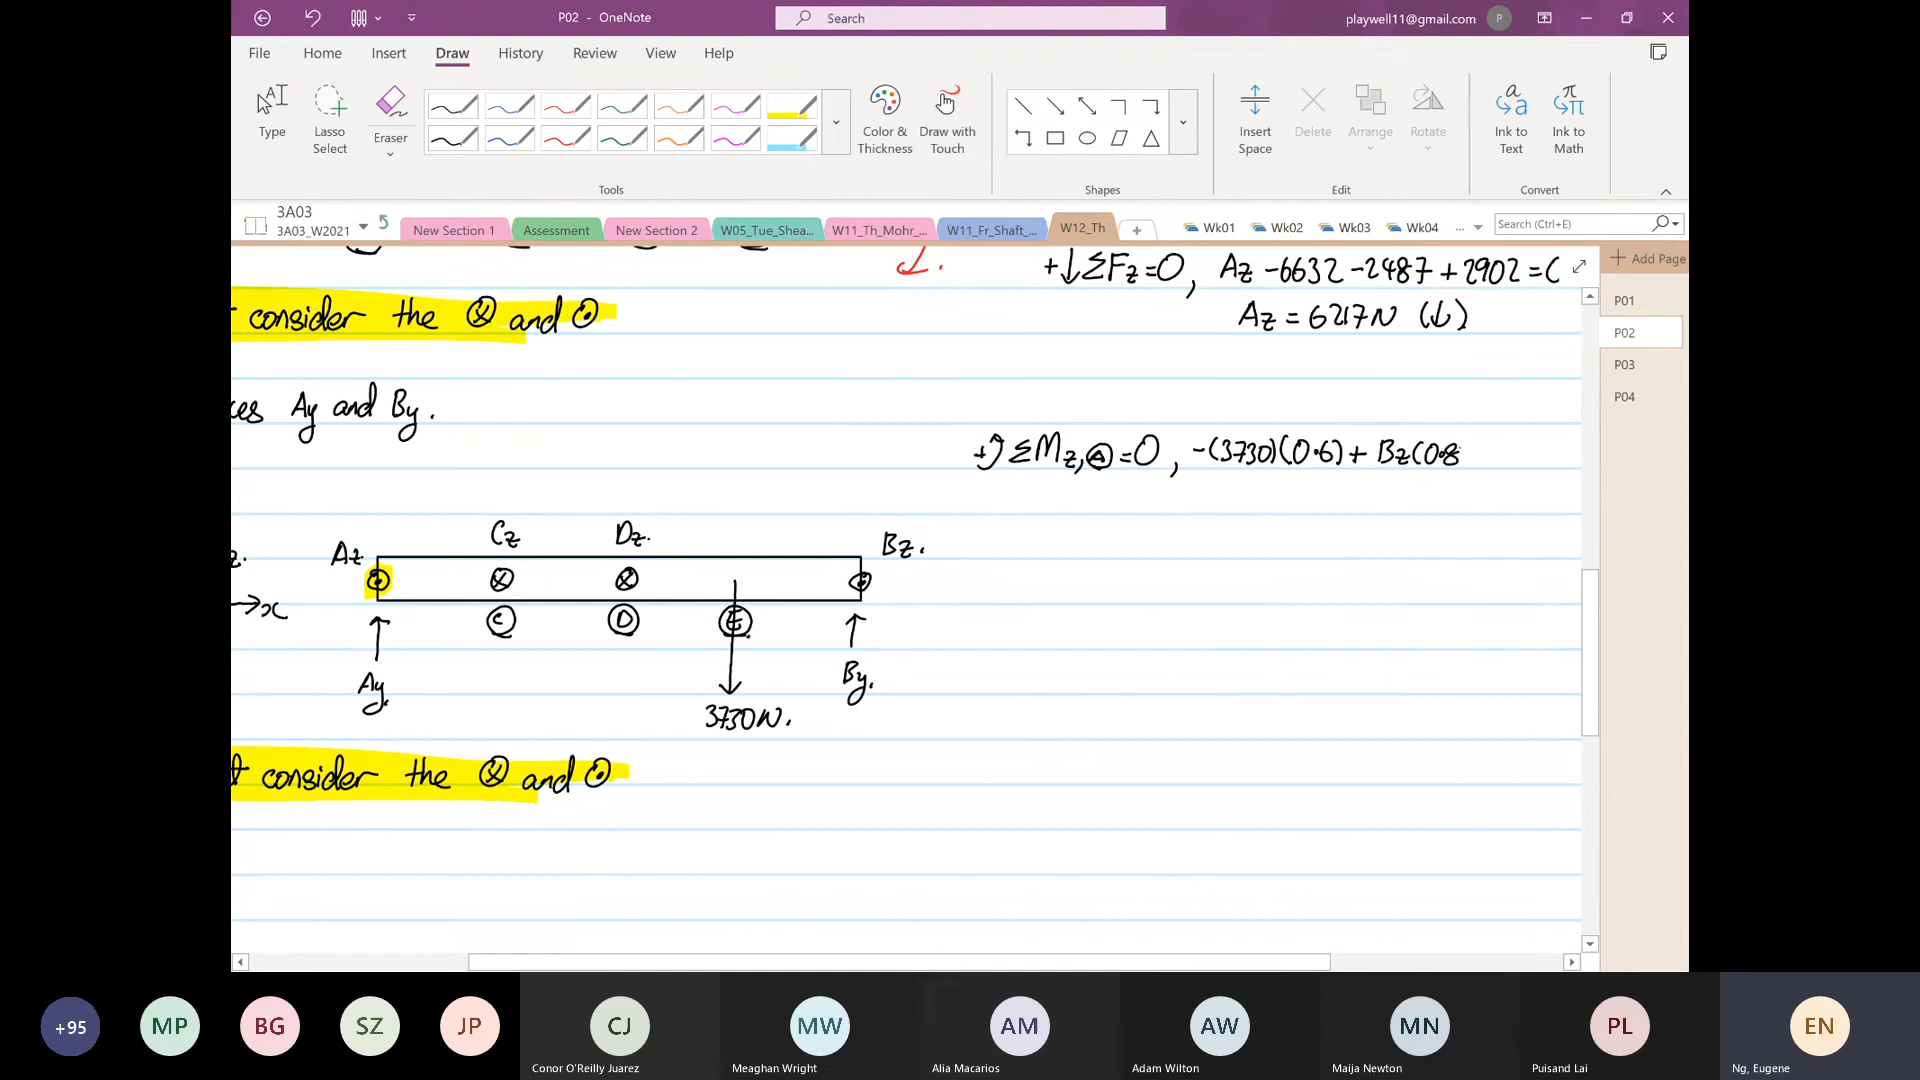 P02 - OneNote
Search
playwell11@gmail.com
P
File
Home
Insert
Draw
History
Review
View
Help
Type
Lasso Select
Eraser
Color & Thickness
Draw with Touch
Insert Space
Delete
Arrange
Rotate
Ink to Text
Ink to Math
Tools
Shapes
Edit
Convert
3A03
3A03_W2021
New Section 1
Assessment
New Section 2
W05_Tue_Shea...
W11_Th_Mohr_...
W11_Fr_Shaft_...
W12_Th
Wk01
Wk02
Wk03
Wk04
...
Search (Ctrl+E)
Add Page
P01
P02
P03
P04
+↓ΣFz=0, Az -6632 -2487 +2902 =
Az = 6217N (↓)
consider the ⊗ and ⊙
Ay and By.
+↺ ΣMz,Ⓐ =0, -(3730)(0.6) + Bz(0.8
Cz Dz.
Az Bz.
z.
→x
Ⓒ Ⓓ Ⓔ
Ay By.
3730N.
consider the ⊗ and ⊙
+95
MP
BG
SZ
JP
CJ
Conor O'Reilly Juarez
MW
Meaghan Wright
AM
Alia Macarios
AW
Adam Wilton
MN
Maija Newton
PL
Puisand Lai
EN
Ng, Eugene